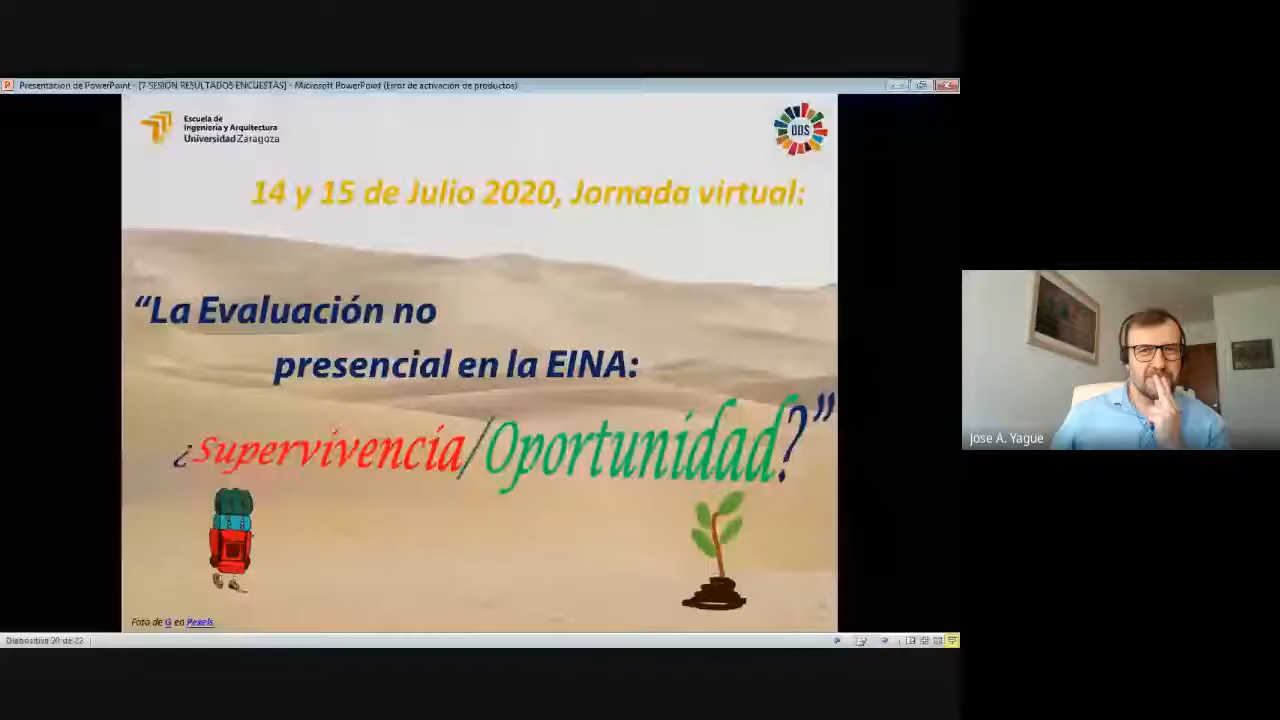 Presentación de PowerPoint - [7 SESION RESULTADOS ENCUESTAS] - Microsoft PowerPoint (Error de activación de productos)
Escuela de
Ingeniería y Arquitectura
Universidad Zaragoza
ODS
14 y 15 de Julio 2020, Jornada virtual:
“La Evaluación no
presencial en la EINA:
¿Supervivencia/Oportunidad?”
Foto de G en Pexels
Diapositiva 20 de 22
Jose A. Yagüe